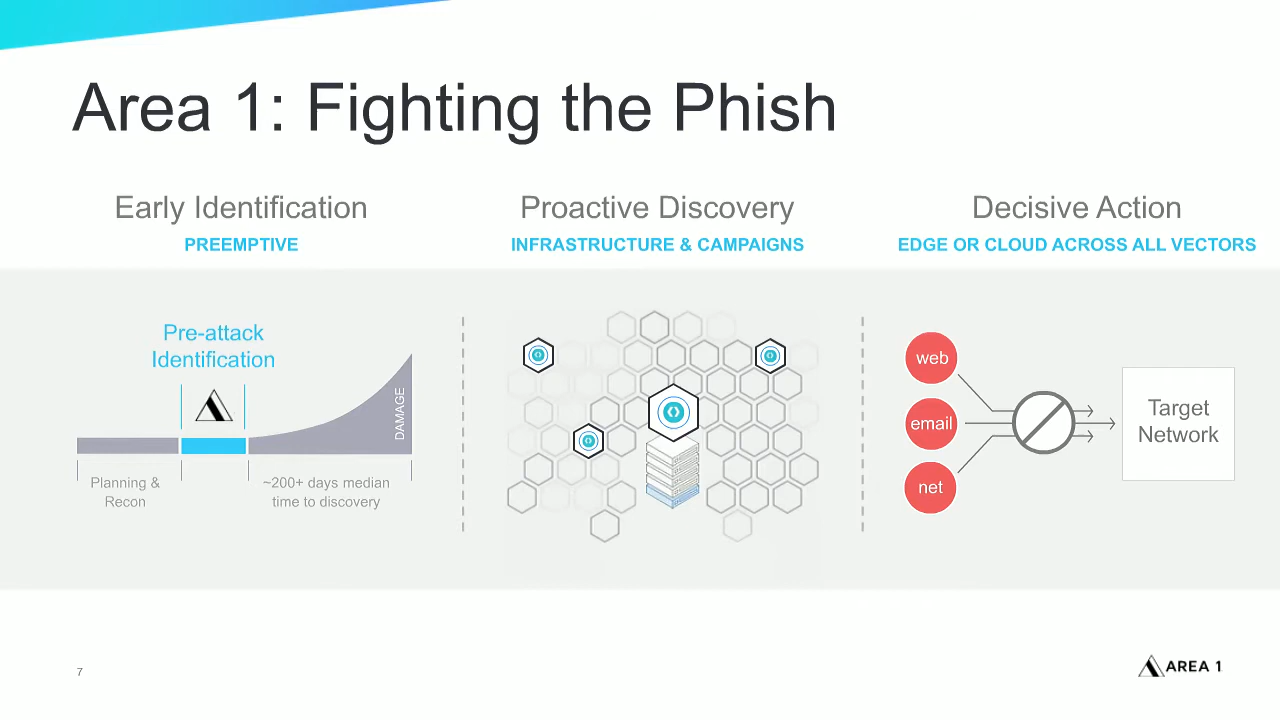 Area 1: Fighting the Phish
Early Identification
PREEMPTIVE
Pre-attack
Identification
DAMAGE
Planning &
Recon
~200+ days median
time to discovery
Proactive Discovery
INFRASTRUCTURE & CAMPAIGNS
Decisive Action
EDGE OR CLOUD ACROSS ALL VECTORS
web
email
net
Target
Network
7
AREA 1